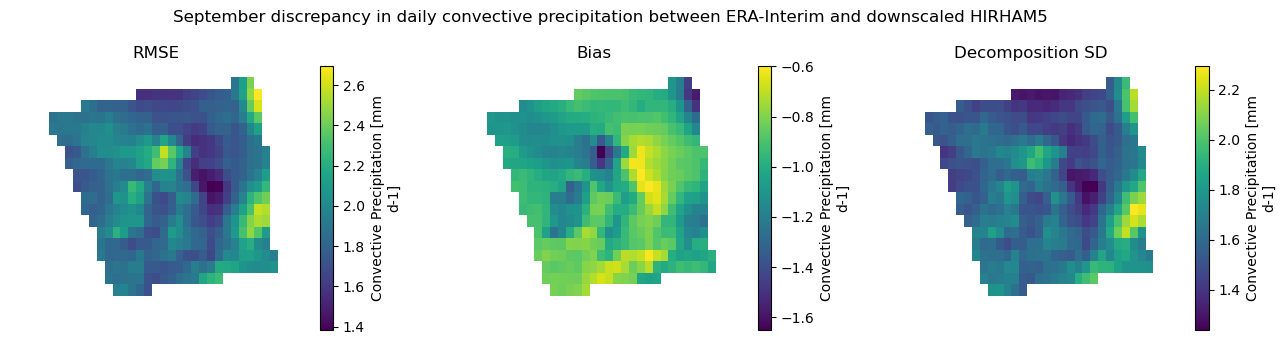 September discrepancy in daily convective precipitation between ERA-Interim and downscaled HIRHAM5
RMSE
2.6
2.4
2.2
2.0
1.8
1.6
1.4
Convective Precipitation [mm
d-1]
Bias
−0.6
−0.8
−1.0
−1.2
−1.4
−1.6
Convective Precipitation [mm
d-1]
Decomposition SD
2.2
2.0
1.8
1.6
1.4
Convective Precipitation [mm
d-1]